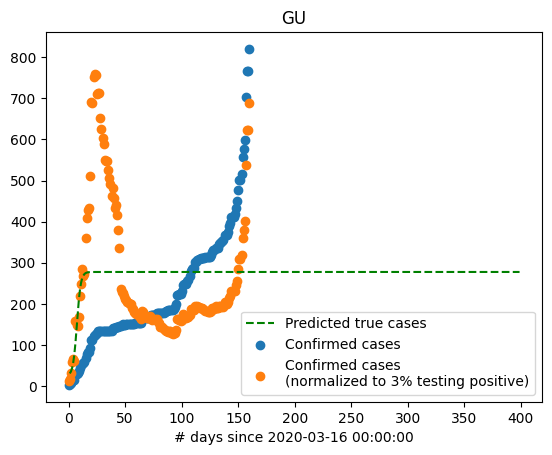 GU
800
700
600
500
400
300
200
100
0
Predicted true cases
Confirmed cases
Confirmed cases
(normalized to 3% testing positive)
0 50 100 150 200 250 300 350 400
# days since 2020-03-16 00:00:00